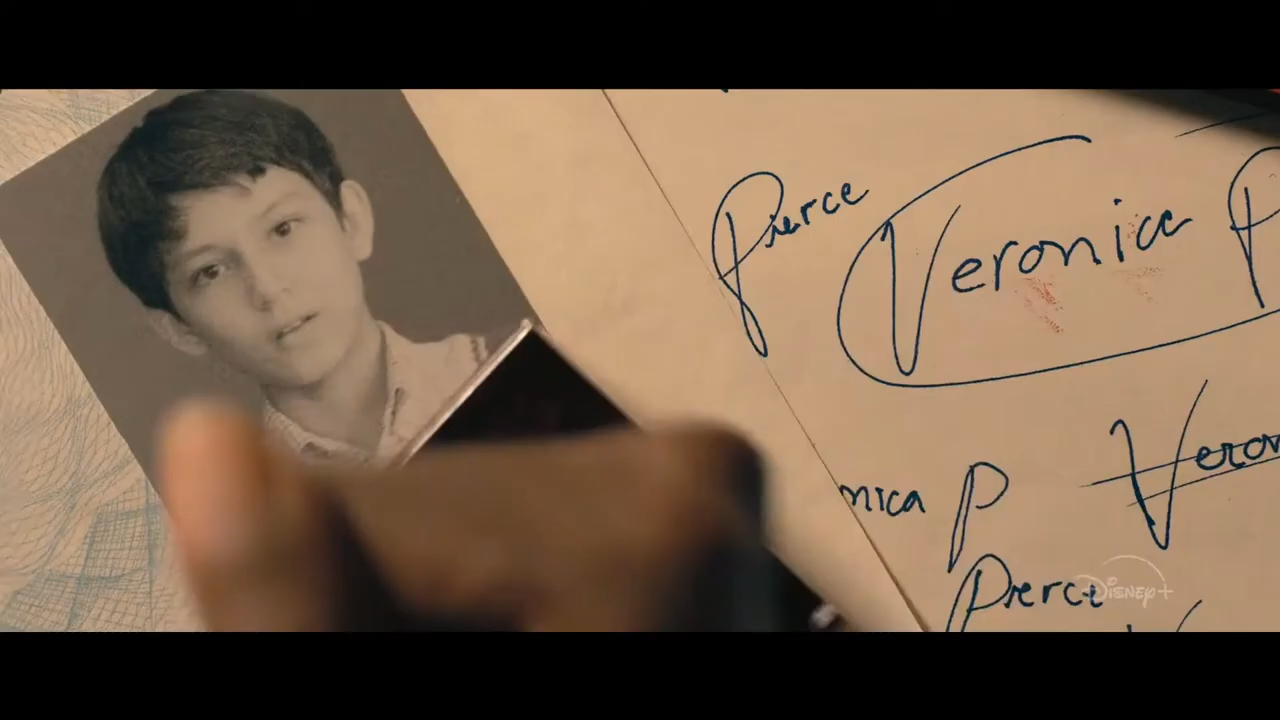 Pierce
Veronica P
nica P Veron
Pierce
Disney+